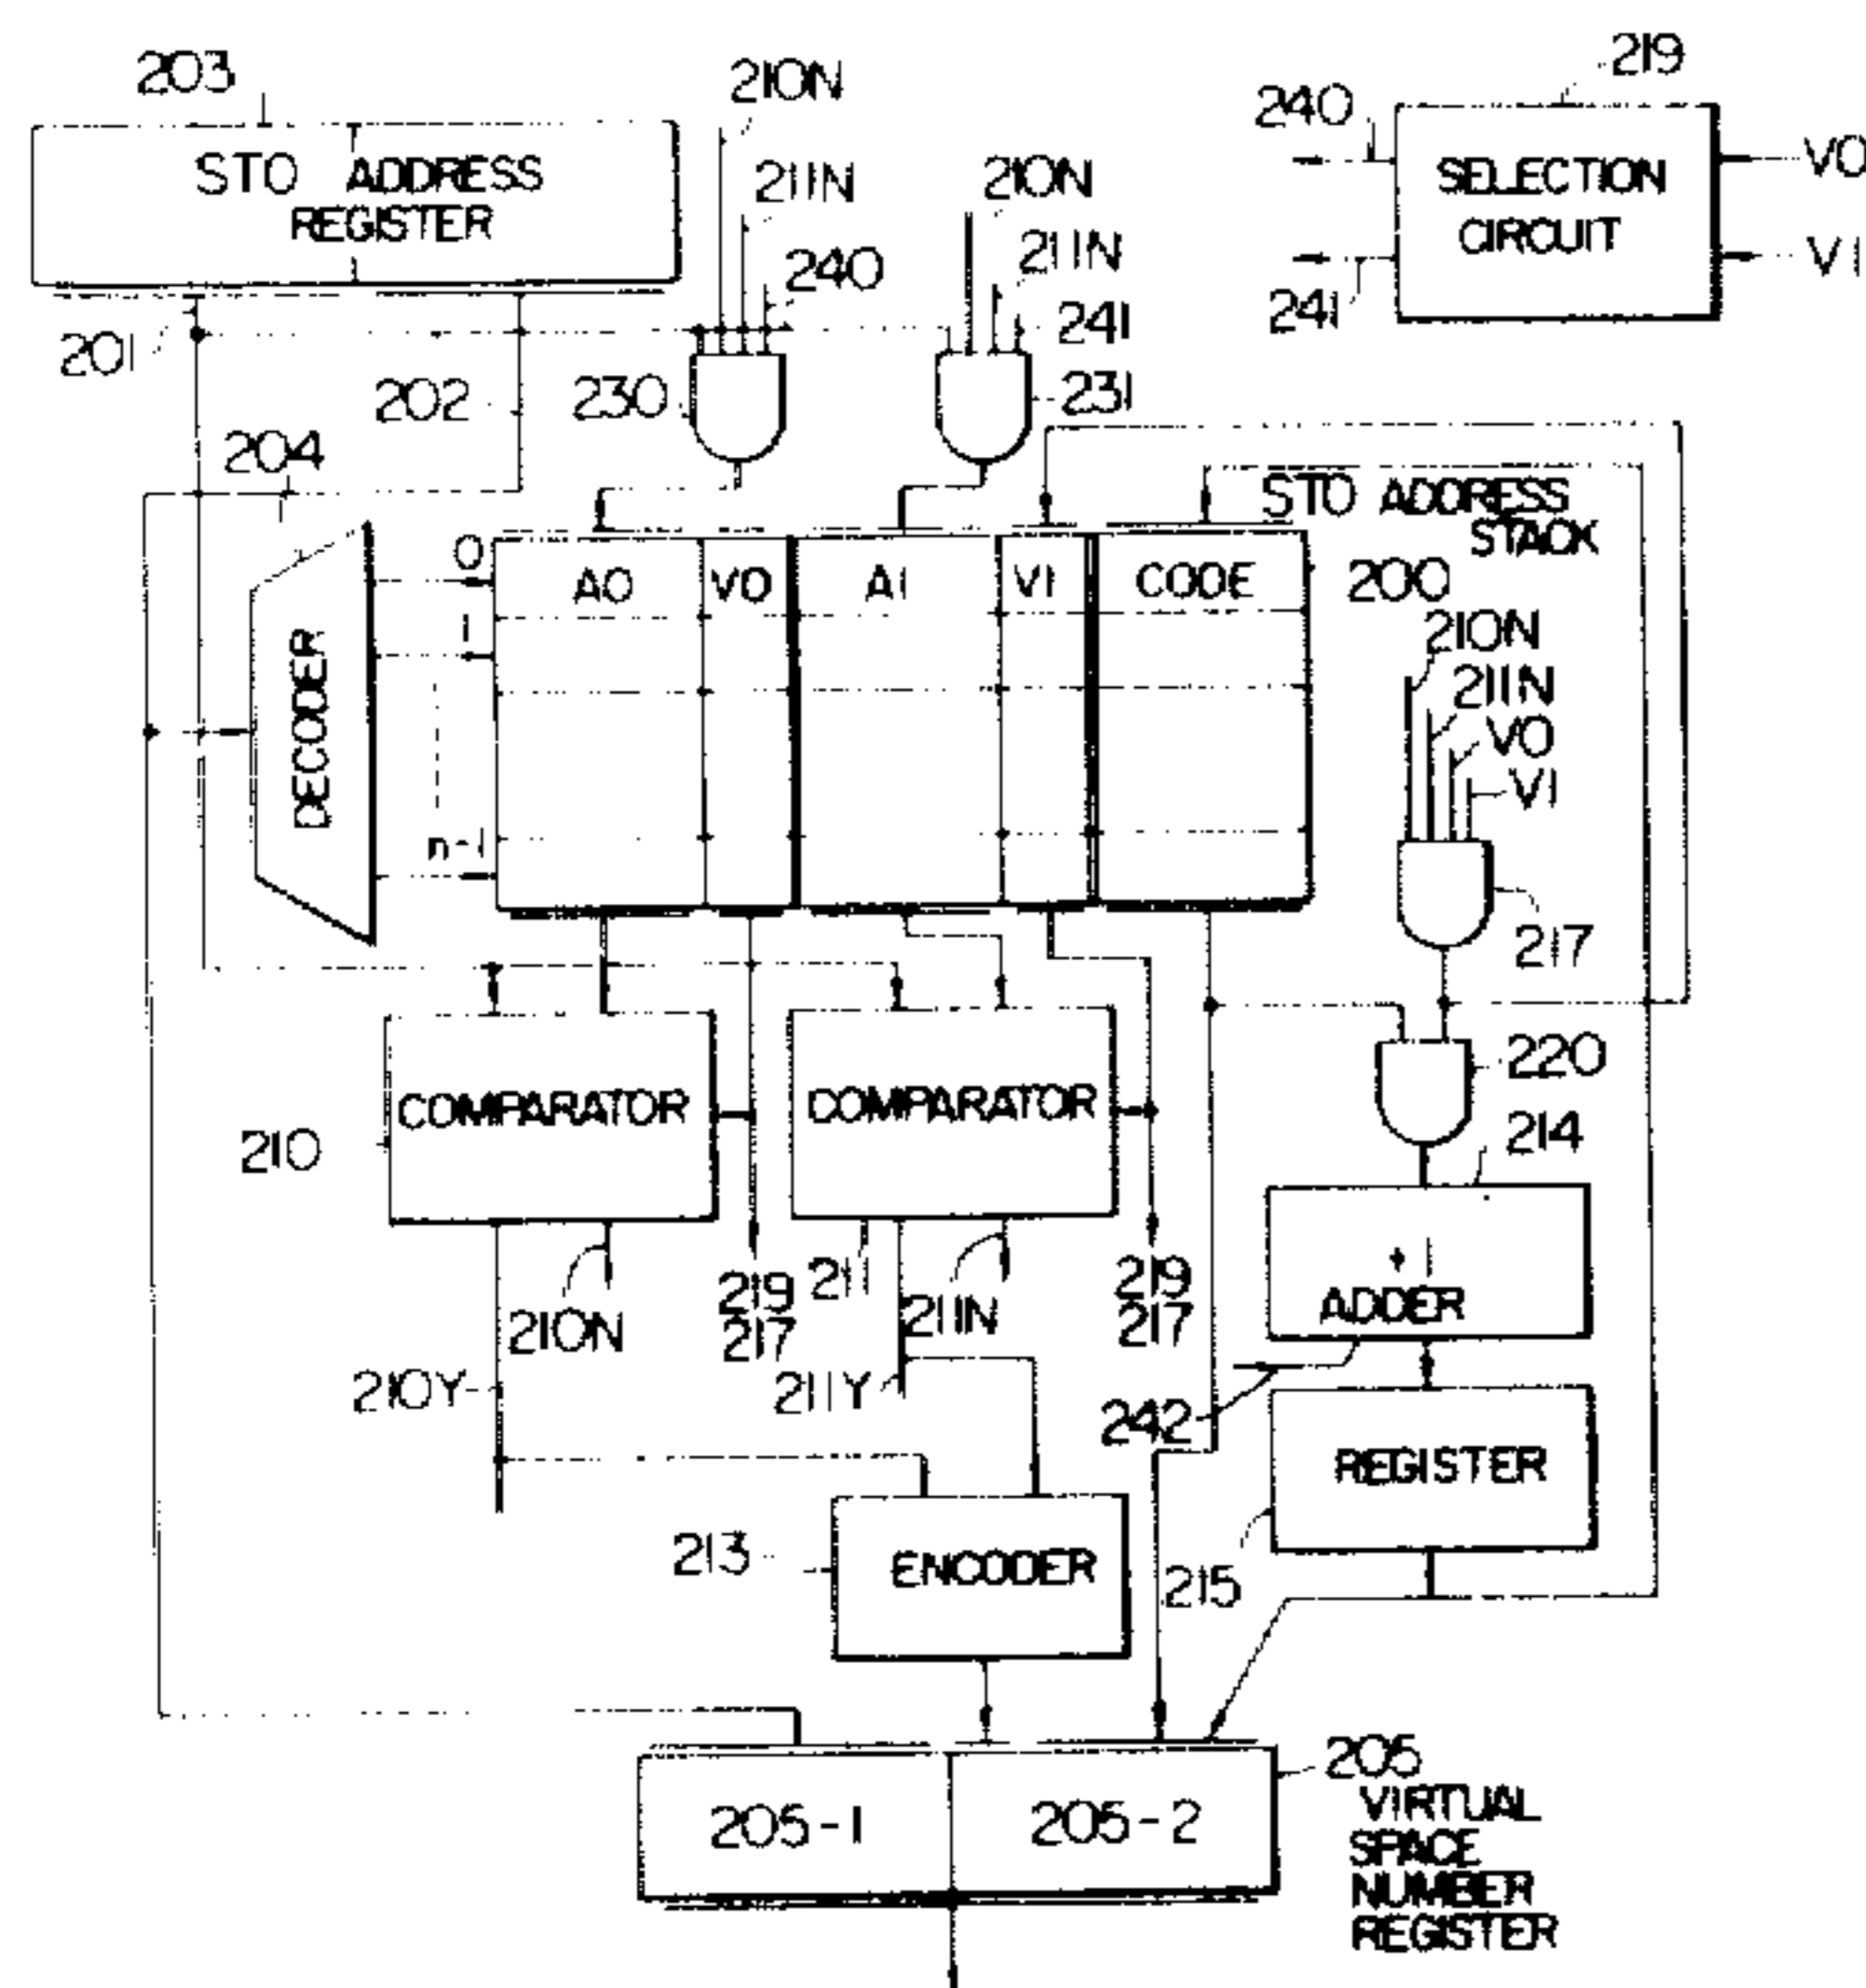 203
210N
219
240
STO ADDRESS
REGISTER
211N
210N
SELECTION
CIRCUIT
V0
240
211N
241
V1
201
241
202
230
231
204
STO ADDRESS
STACK
0
A0
V0
A1
V1
CODE
200
1
210N
211N
V0
V1
DECODER
n-1
217
COMPARATOR
COMPARATOR
220
210
214
219
217
211
219
217
210N
211N
+1
ADDER
210Y
211Y
242
REGISTER
213
ENCODER
215
205-1
205-2
205
VIRTUAL
SPACE
NUMBER
REGISTER